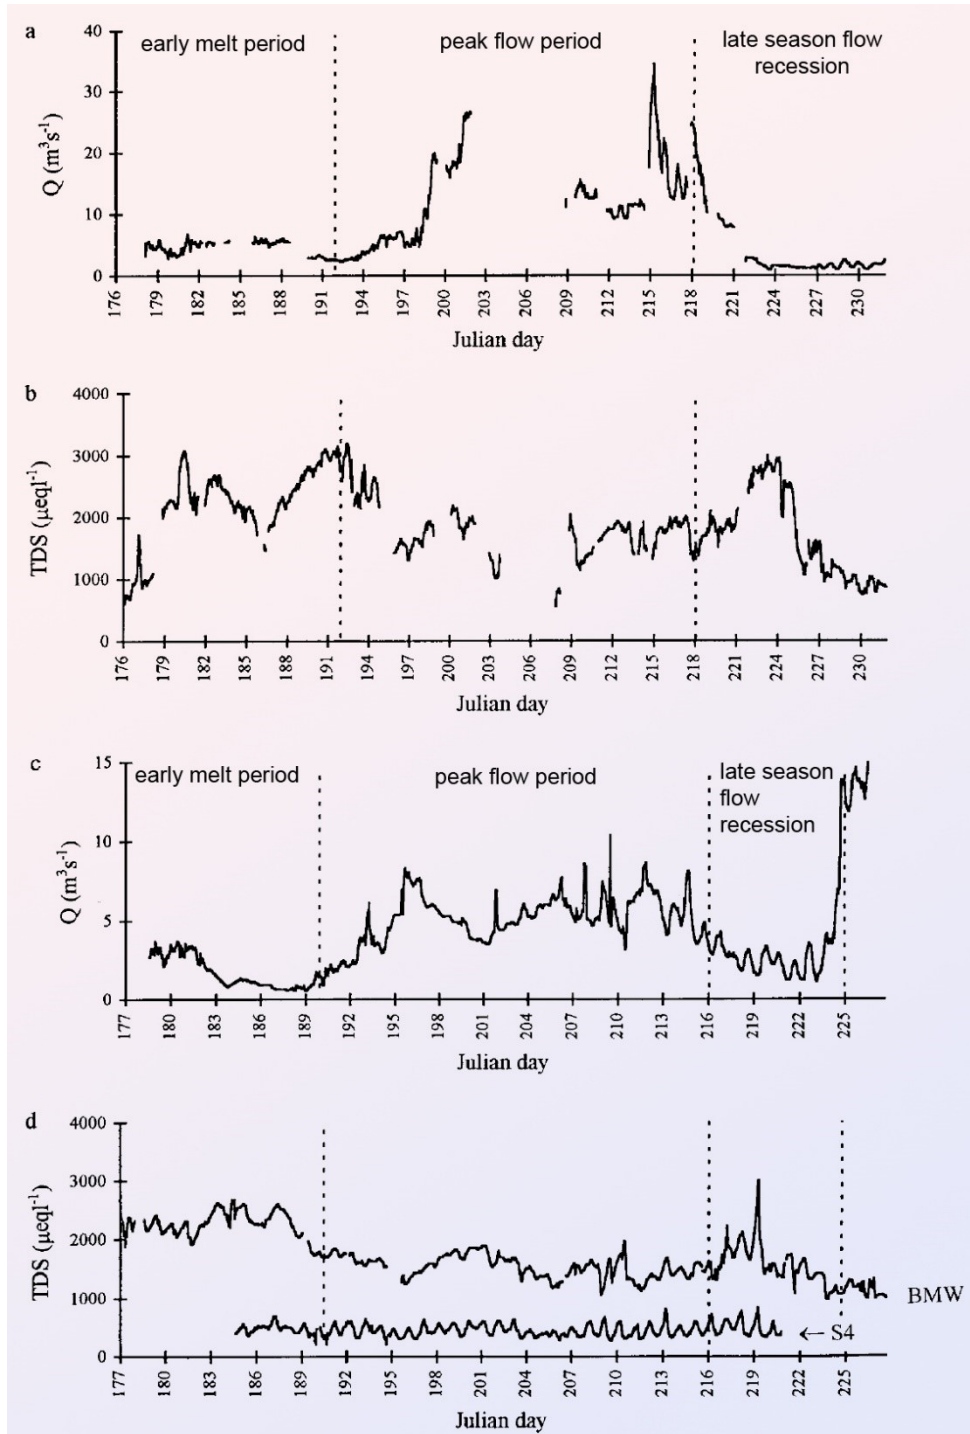 a
early melt period
peak flow period
late season flow
recession
40
30
20
10
0
Q (m³s⁻¹)
176 179 182 185 188 191 194 197 200 203 206 209 212 215 218 221 224 227 230
Julian day
b
4000
3000
2000
1000
0
TDS (μeql⁻¹)
176 179 182 185 188 191 194 197 200 203 206 209 212 215 218 221 224 227 230
Julian day
c
early melt period
peak flow period
late season
flow
recession
15
10
5
0
Q (m³s⁻¹)
177 180 183 186 189 192 195 198 201 204 207 210 213 216 219 222 225
Julian day
d
4000
3000
2000
1000
0
TDS (μeql⁻¹)
BMW
← S4
177 180 183 186 189 192 195 198 201 204 207 210 213 216 219 222 225
Julian day